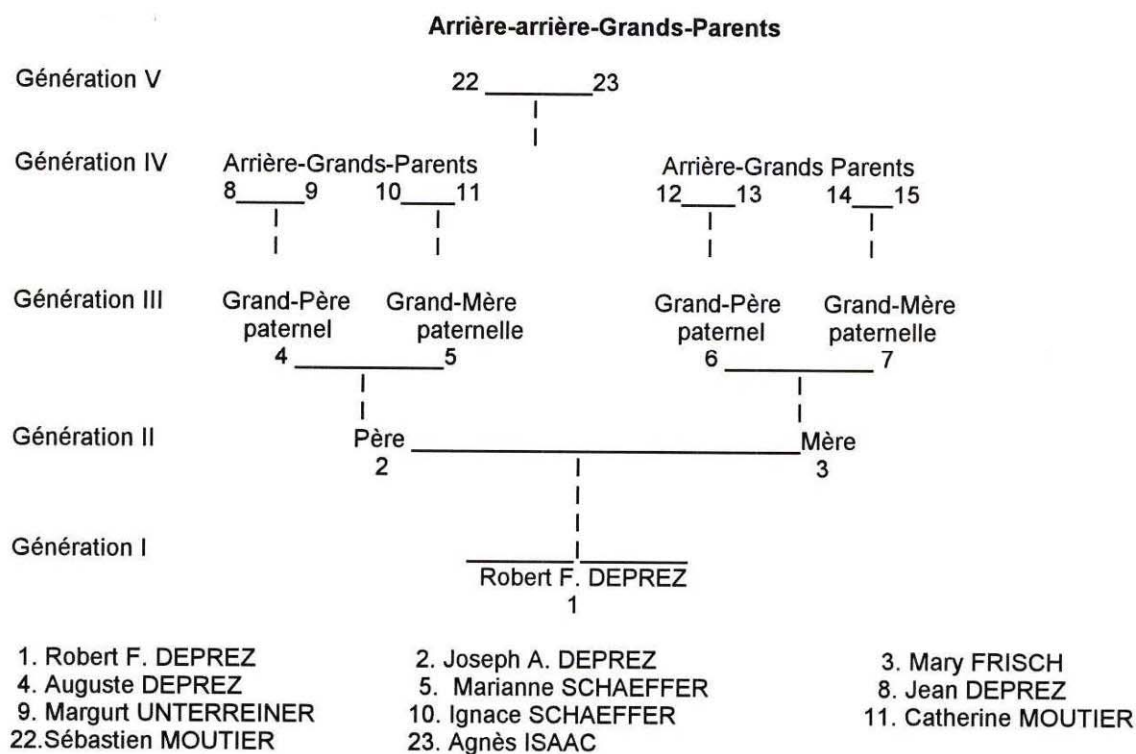 Arrière-arrière-Grands-Parents
Génération V 22 23
Génération IV Arrière-Grands-Parents Arrière-Grands Parents
8 9 10 11 12 13 14 15
Génération III Grand-Père Grand-Mère Grand-Père Grand-Mère
paternel paternelle paternel paternelle
4 5 6 7
Génération II Père Mère
2 3
Génération I
Robert F. DEPREZ
1
1. Robert F. DEPREZ 2. Joseph A. DEPREZ 3. Mary FRISCH
4. Auguste DEPREZ 5. Marianne SCHAEFFER 8. Jean DEPREZ
9. Margurt UNTERREINER 10. Ignace SCHAEFFER 11. Catherine MOUTIER
22.Sébastien MOUTIER 23. Agnès ISAAC